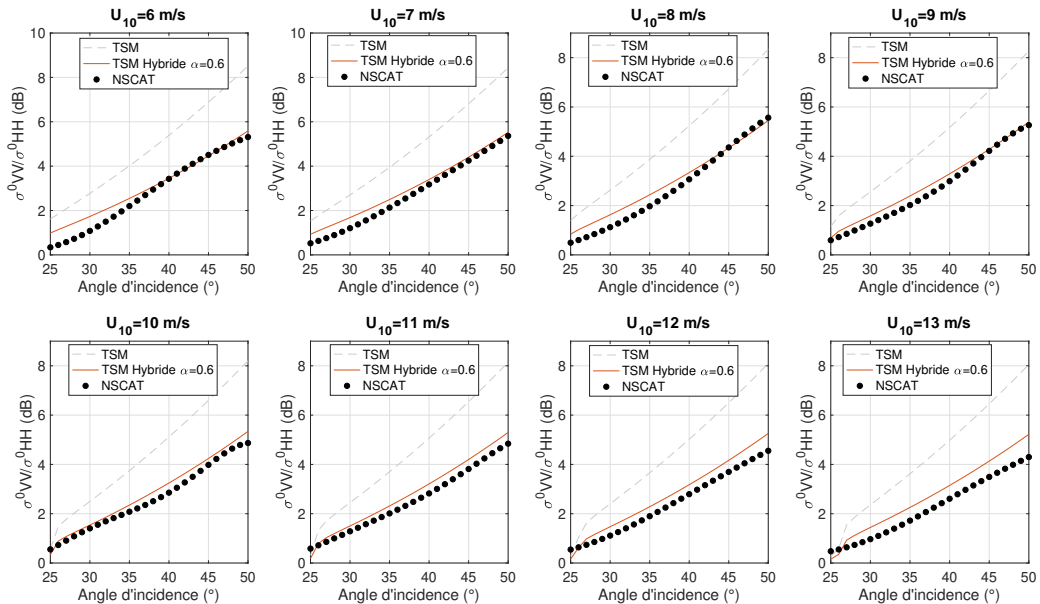 U10=6 m/s
TSM
TSM Hybride α=0.6
NSCAT
σ0VV/σ0HH (dB)
10
8
6
4
2
0
25 30 35 40 45 50
Angle d'incidence (°)
U10=7 m/s
TSM
TSM Hybride α=0.6
NSCAT
σ0VV/σ0HH (dB)
10
8
6
4
2
0
25 30 35 40 45 50
Angle d'incidence (°)
U10=8 m/s
TSM
TSM Hybride α=0.6
NSCAT
σ0VV/σ0HH (dB)
8
6
4
2
0
25 30 35 40 45 50
Angle d'incidence (°)
U10=9 m/s
TSM
TSM Hybride α=0.6
NSCAT
σ0VV/σ0HH (dB)
8
6
4
2
0
25 30 35 40 45 50
Angle d'incidence (°)
U10=10 m/s
TSM
TSM Hybride α=0.6
NSCAT
σ0VV/σ0HH (dB)
8
6
4
2
0
25 30 35 40 45 50
Angle d'incidence (°)
U10=11 m/s
TSM
TSM Hybride α=0.6
NSCAT
σ0VV/σ0HH (dB)
8
6
4
2
0
25 30 35 40 45 50
Angle d'incidence (°)
U10=12 m/s
TSM
TSM Hybride α=0.6
NSCAT
σ0VV/σ0HH (dB)
8
6
4
2
0
25 30 35 40 45 50
Angle d'incidence (°)
U10=13 m/s
TSM
TSM Hybride α=0.6
NSCAT
σ0VV/σ0HH (dB)
8
6
4
2
0
25 30 35 40 45 50
Angle d'incidence (°)